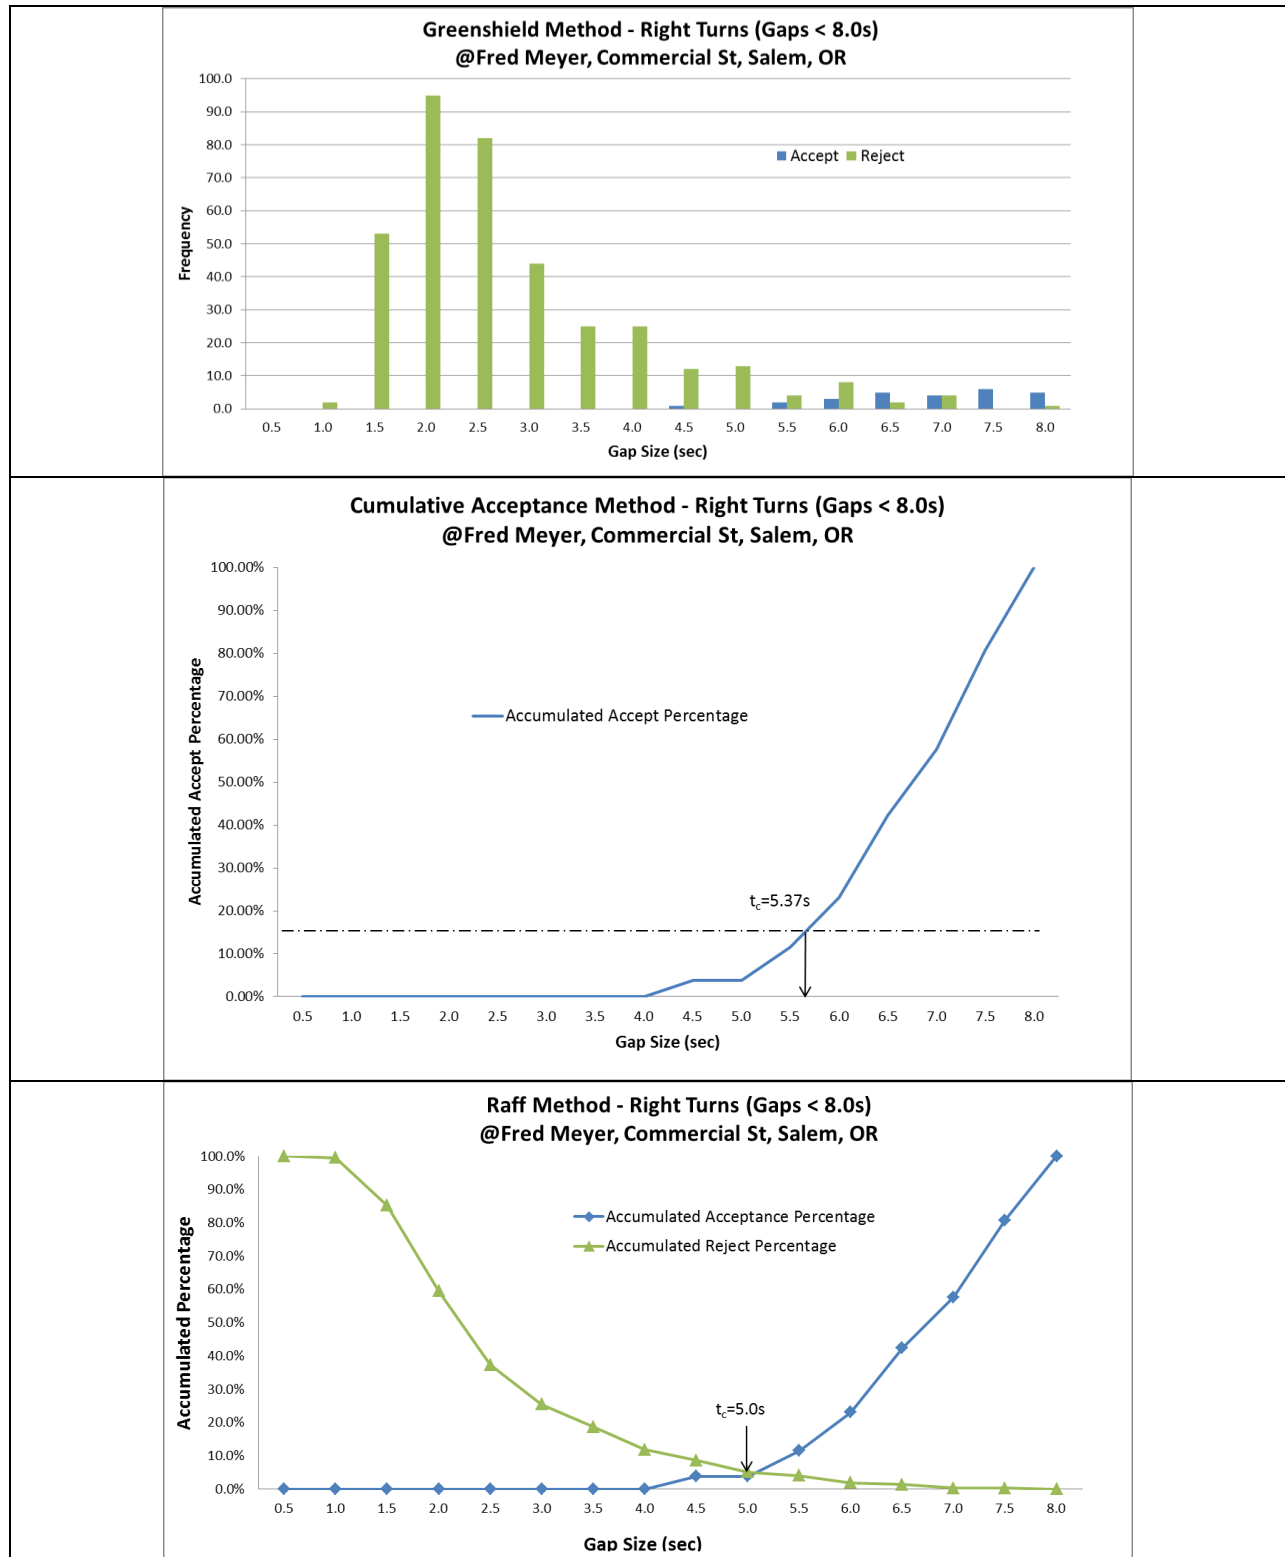 Greenshield Method - Right Turns (Gaps < 8.0s)
@Fred Meyer, Commercial St, Salem, OR
100.0
90.0
80.0
70.0
60.0
50.0
40.0
30.0
20.0
10.0
0.0
Frequency
Accept Reject
0.5 1.0 1.5 2.0 2.5 3.0 3.5 4.0 4.5 5.0 5.5 6.0 6.5 7.0 7.5 8.0
Gap Size (sec)
Cumulative Acceptance Method - Right Turns (Gaps < 8.0s)
@Fred Meyer, Commercial St, Salem, OR
100.00%
90.00%
80.00%
70.00%
60.00%
50.00%
40.00%
30.00%
20.00%
10.00%
0.00%
Accumulated Accept Percentage
Accumulated Accept Percentage
tc=5.37s
0.5 1.0 1.5 2.0 2.5 3.0 3.5 4.0 4.5 5.0 5.5 6.0 6.5 7.0 7.5 8.0
Gap Size (sec)
Raff Method - Right Turns (Gaps < 8.0s)
@Fred Meyer, Commercial St, Salem, OR
100.0%
90.0%
80.0%
70.0%
60.0%
50.0%
40.0%
30.0%
20.0%
10.0%
0.0%
Accumulated Percentage
Accumulated Acceptance Percentage
Accumulated Reject Percentage
tc=5.0s
0.5 1.0 1.5 2.0 2.5 3.0 3.5 4.0 4.5 5.0 5.5 6.0 6.5 7.0 7.5 8.0
Gap Size (sec)